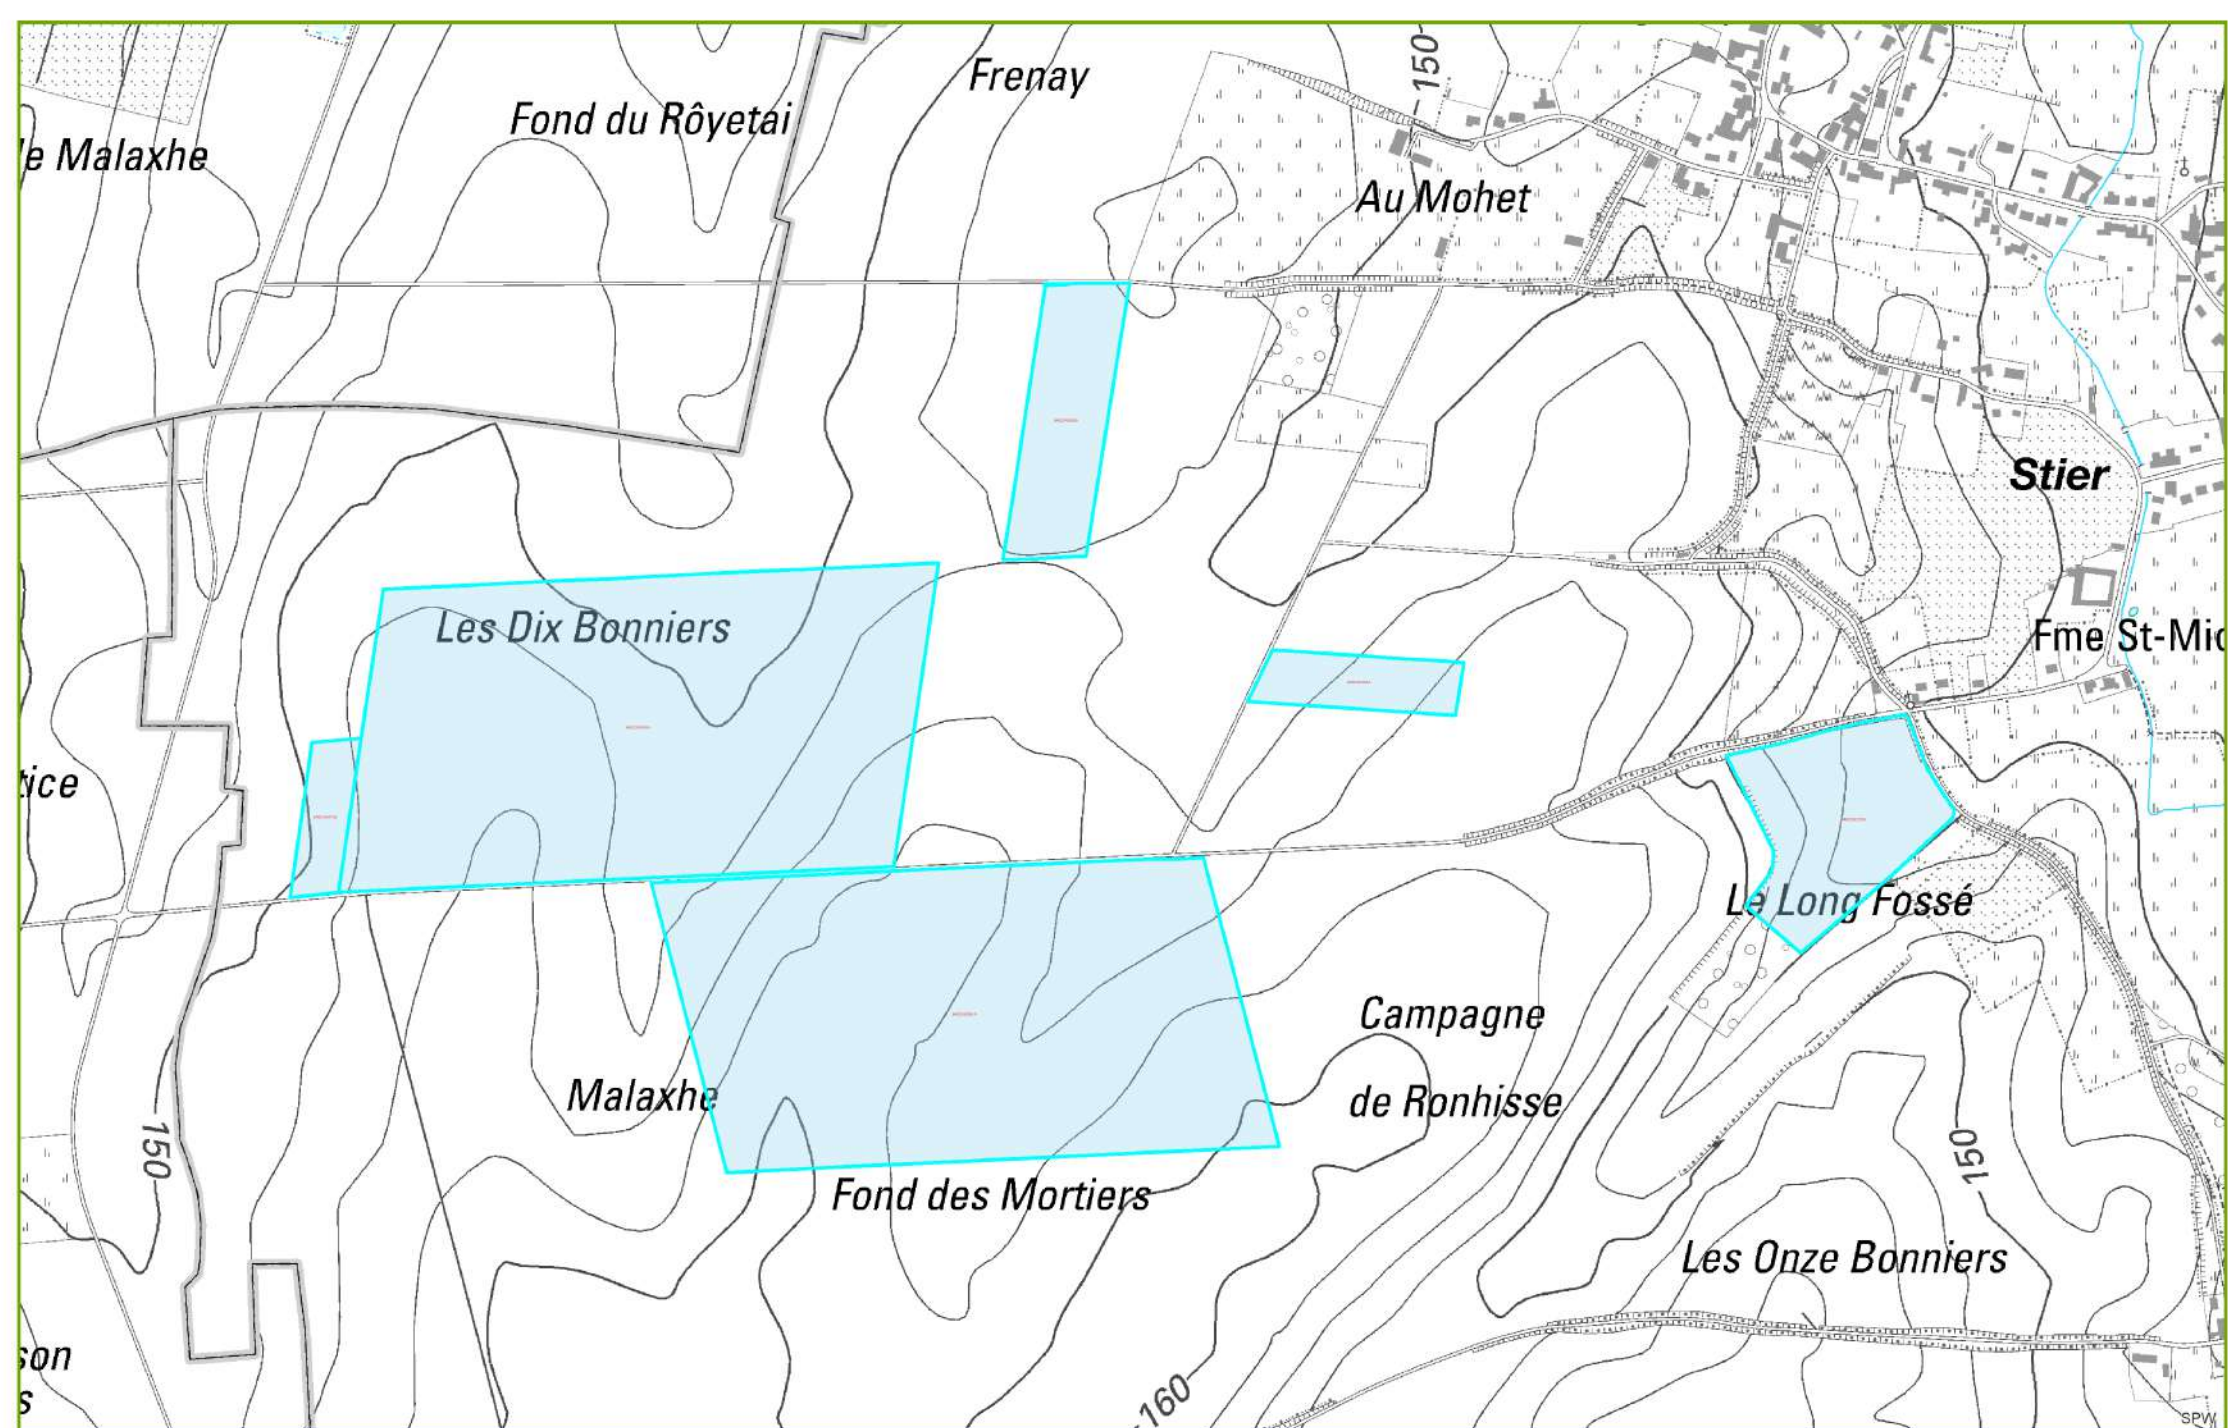 Frenay
150
Fond du Rôyetai
le Malaxhe
Au Mohet
Stier
Les Dix Bonniers
Fme St-Mic
tice
Le Long Fossé
Campagne
de Ronhisse
Malaxhe
150
150
Fond des Mortiers
Les Onze Bonniers
son
s
160
SPW